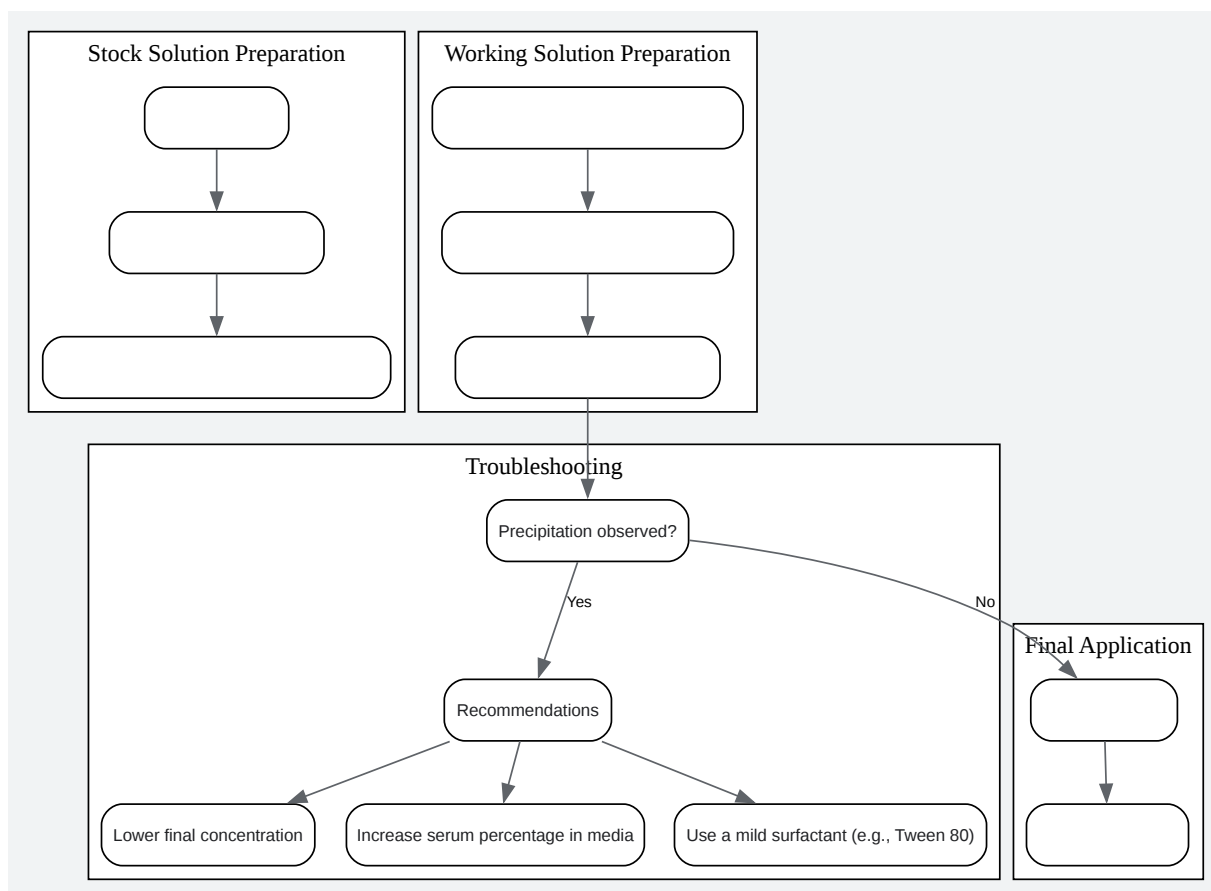 Stock Solution Preparation
Working Solution Preparation
Troubleshooting
Precipitation observed?
Yes
No
Final Application
Recommendations
Lower final concentration
Increase serum percentage in media
Use a mild surfactant (e.g., Tween 80)